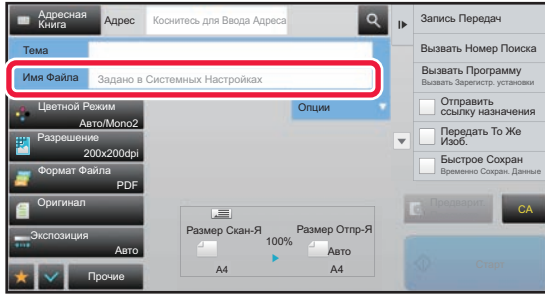 Адресная
Книга
Адрес
Коснитесь для Ввода Адреса
Тема
Имя Файла
Задано в Системных Настройках
Цветной Режим
Авто/Mono2
Опции
Разрешение
200x200dpi
Формат Файла
PDF
Оригинал
Экспозиция
Авто
Прочие
Размер Скан-Я
100%
Размер Отпр-Я
Авто
A4
A4
Запись Передач
Вызвать Номер Поиска
Вызвать Программу
Вызвать Зарегистр. установки
Отправить
ссылку назначения
Передать То Же
Изоб.
Быстрое Сохран
Временно Сохран. Данные
Предварит.
CA
Старт